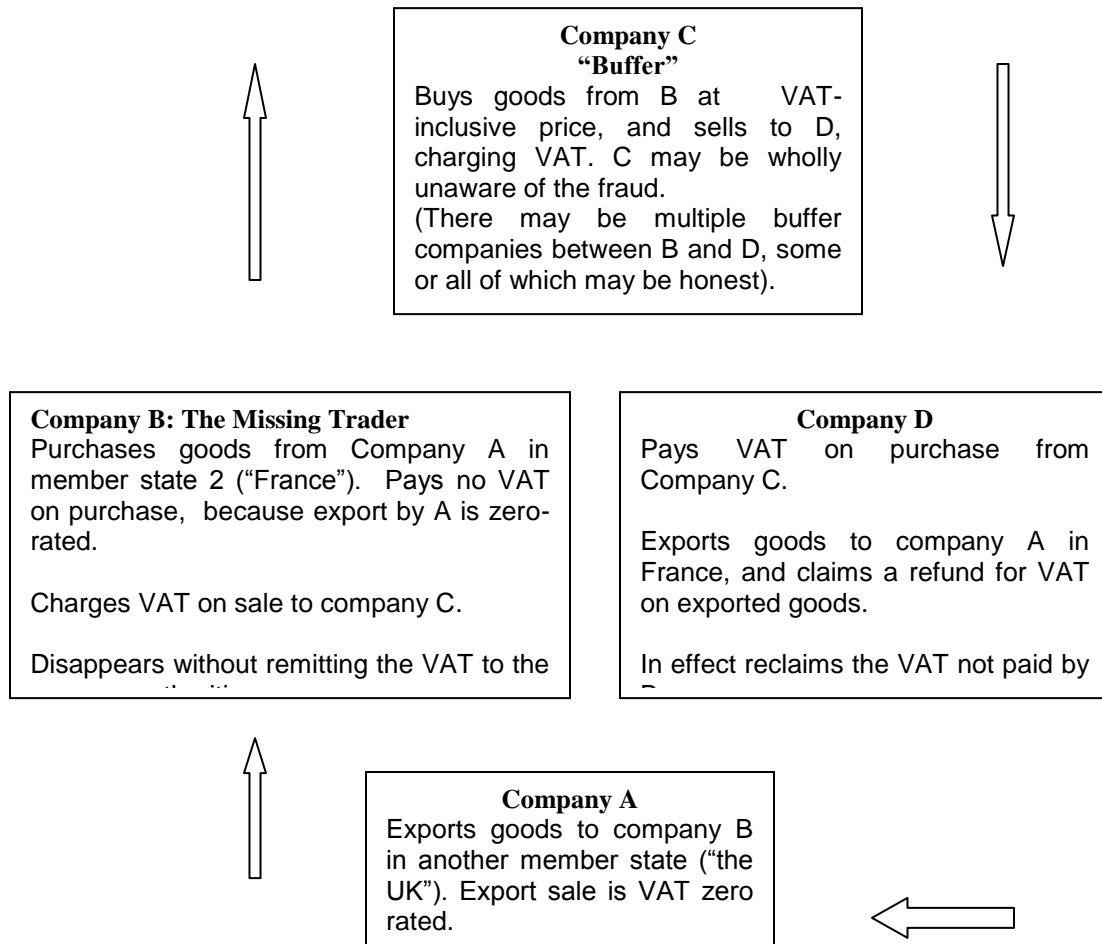 Company C
“Buffer”
Buys goods from B at VAT-
inclusive price, and sells to D,
charging VAT. C may be wholly
unaware of the fraud.
(There may be multiple buffer
companies between B and D, some
or all of which may be honest).
Company B: The Missing Trader
Purchases goods from Company A in
member state 2 (“France”). Pays no VAT
on purchase, because export by A is zero-
rated.
Charges VAT on sale to company C.
Disappears without remitting the VAT to the
Company D
Pays VAT on purchase from
Company C.
Exports goods to company A in
France, and claims a refund for VAT
on exported goods.
In effect reclaims the VAT not paid by
Company A
Exports goods to company B
in another member state (“the
UK”). Export sale is VAT zero
rated.